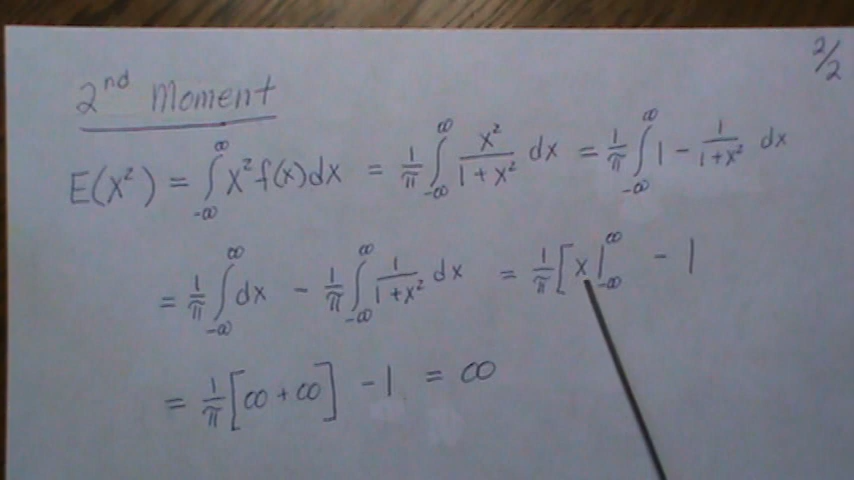 2/2
2nd Moment
E(X²) = ∫_{-∞}^{∞} x² f(x) dx = 1/π ∫_{-∞}^{∞} x²/(1 + x²) dx = 1/π ∫_{-∞}^{∞} 1 - 1/(1+x²) dx
= 1/π ∫_{-∞}^{∞} dx - 1/π ∫_{-∞}^{∞} 1/(1+x²) dx = 1/π [x|_{-∞}^{∞} - 1
= 1/π [∞ + ∞] - 1 = ∞